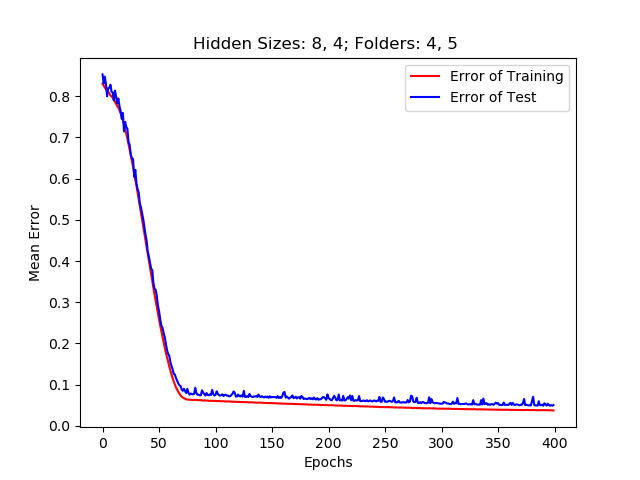 Hidden Sizes: 8, 4; Folders: 4, 5
Error of Training
Error of Test
Mean Error
0.8
0.7
0.6
0.5
0.4
0.3
0.2
0.1
0.0
0 50 100 150 200 250 300 350 400
Epochs